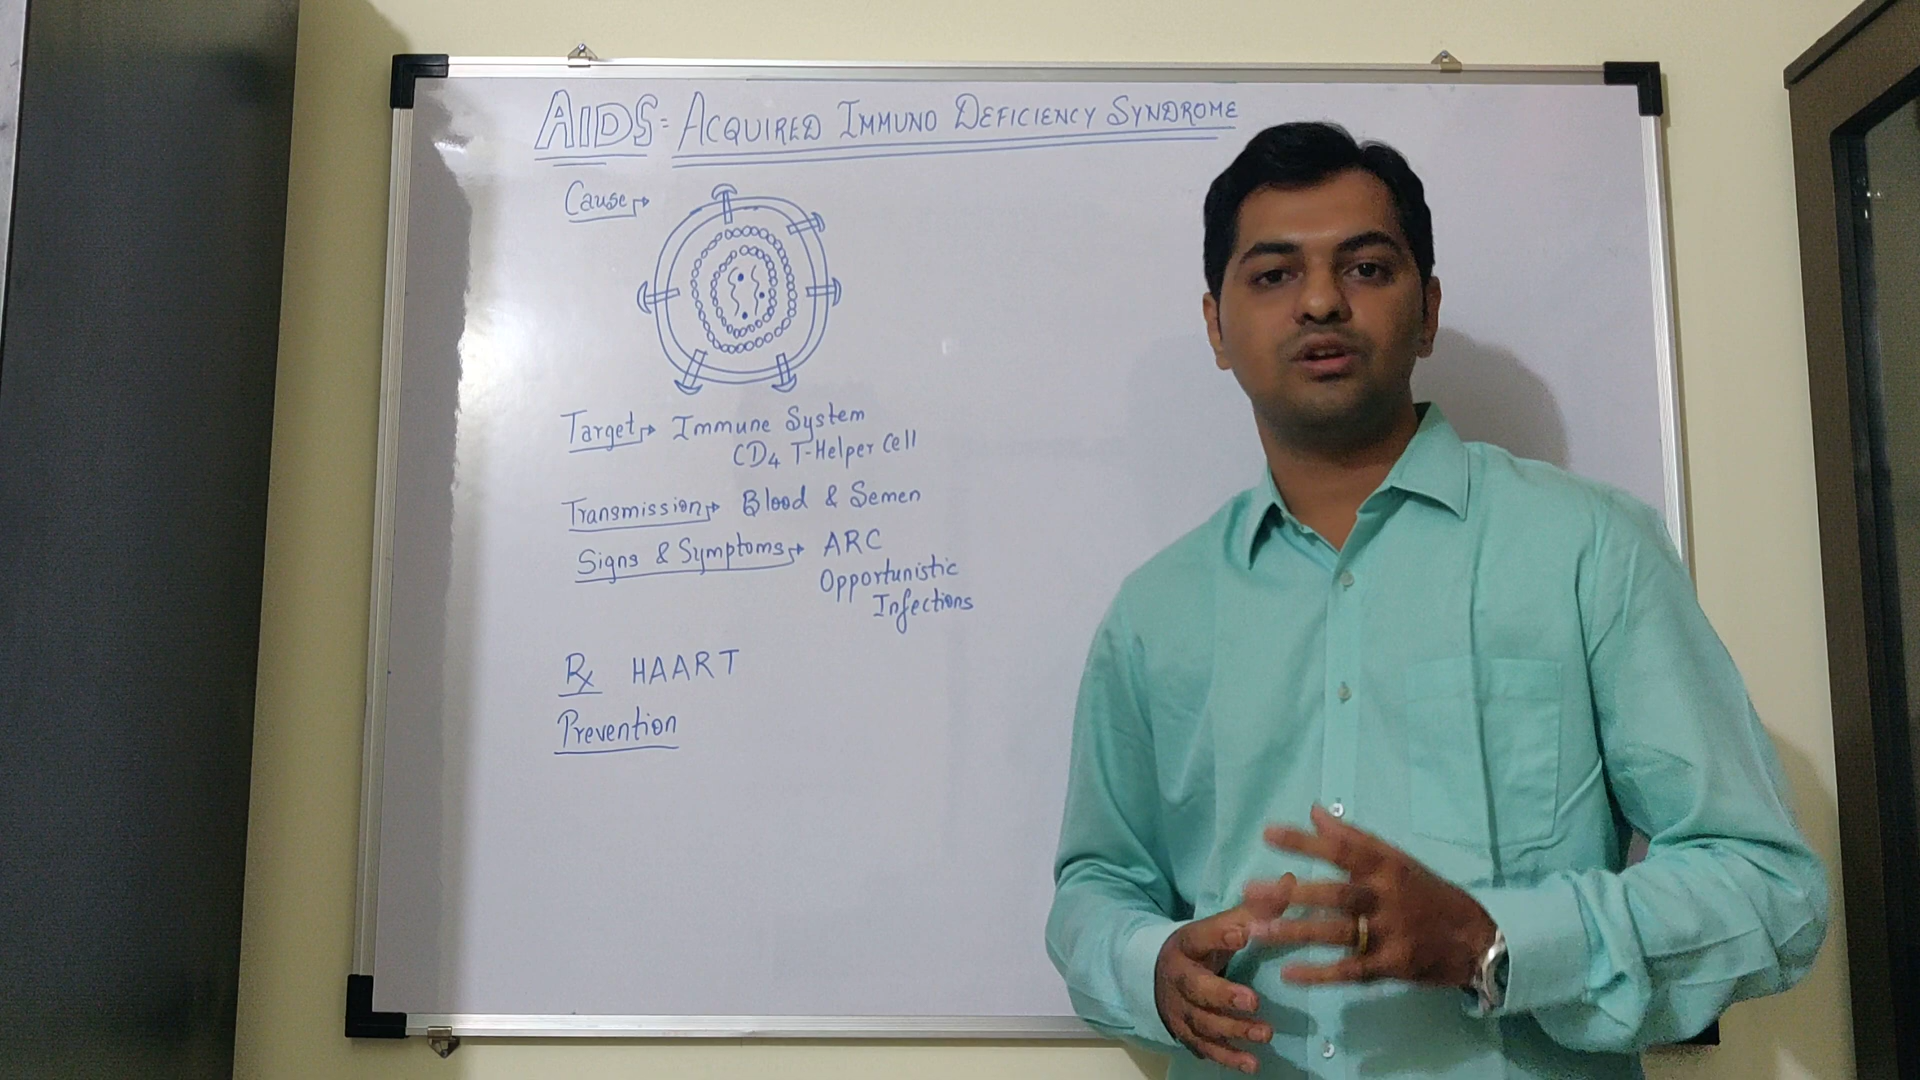 AIDS = ACQUIRED IMMUNO DEFICIENCY SYNDROME
Cause →
Target → Immune System
CD4 T-Helper Cell
Transmission → Blood & Semen
Signs & Symptoms → ARC
Opportunistic
Infections
Rx HAART
Prevention